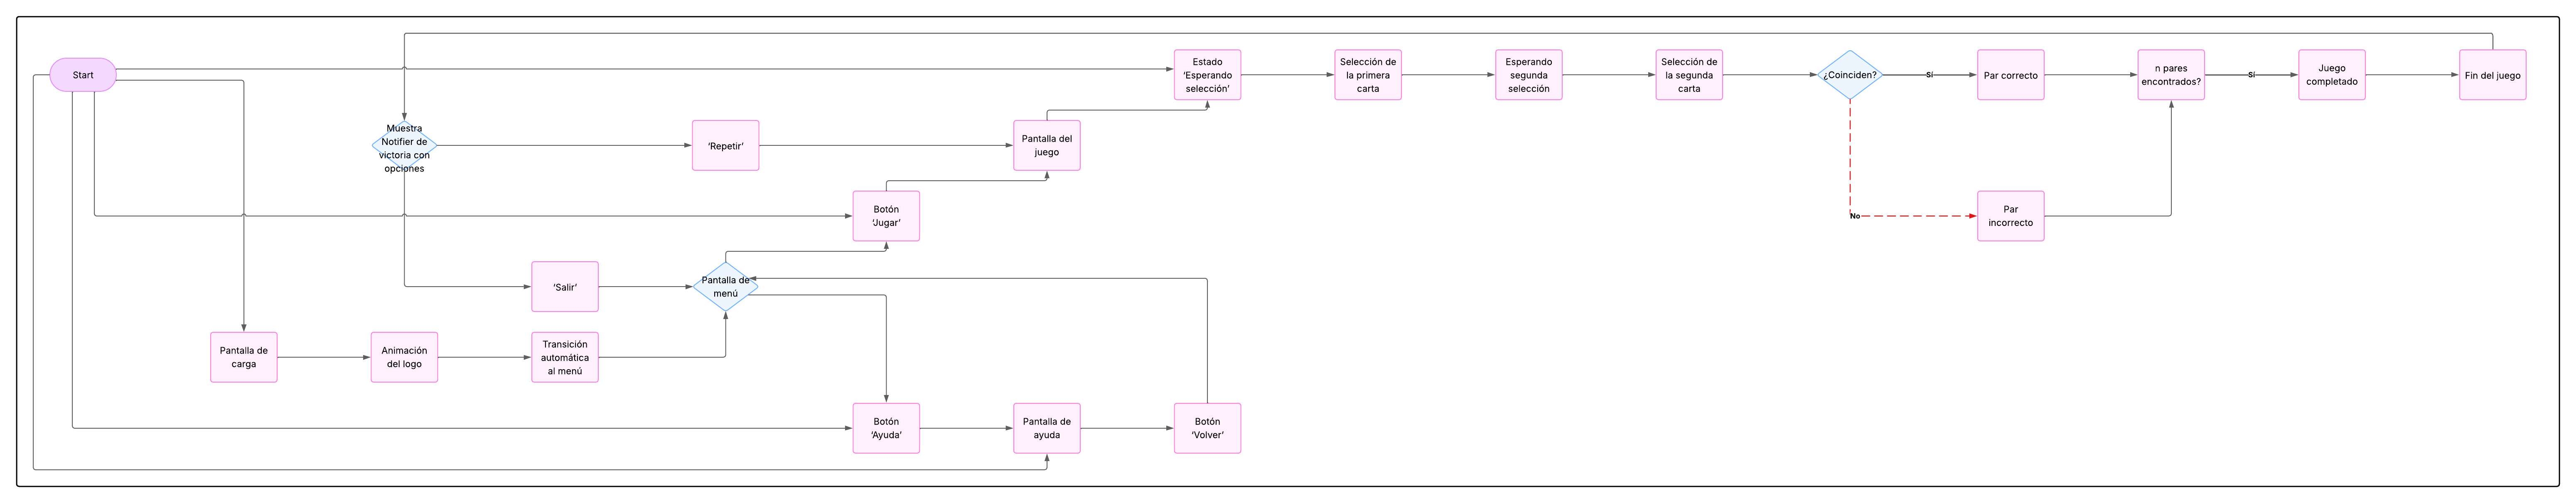 Start
Estado
‘Esperando
selección’
Selección de
la primera
carta
Esperando
segunda
selección
Selección de
la segunda
carta
¿Coinciden?
Sí
Par correcto
n pares
encontrados?
Sí
Juego
completado
Fin del juego
Muestra
Notifier de
victoria con
opciones
‘Repetir’
Pantalla del
juego
Botón
‘Jugar’
No
Par
incorrecto
‘Salir’
Pantalla de
menú
Pantalla de
carga
Animación
del logo
Transición
automática
al menú
Botón
‘Ayuda’
Pantalla de
ayuda
Botón
‘Volver’